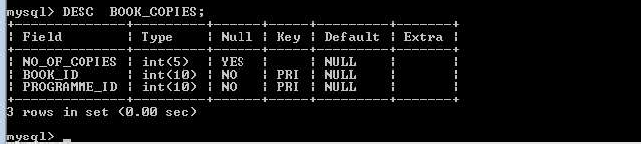 mysql> DESC  BOOK_COPIES;
+--------------+---------+------+-----+---------+-------+
| Field        | Type    | Null | Key | Default | Extra |
+--------------+---------+------+-----+---------+-------+
| NO_OF_COPIES | int(5)  | YES  |     | NULL    |       |
| BOOK_ID      | int(10) | NO   | PRI | NULL    |       |
| PROGRAMME_ID | int(10) | NO   | PRI | NULL    |       |
+--------------+---------+------+-----+---------+-------+
3 rows in set (0.00 sec)
mysql> _